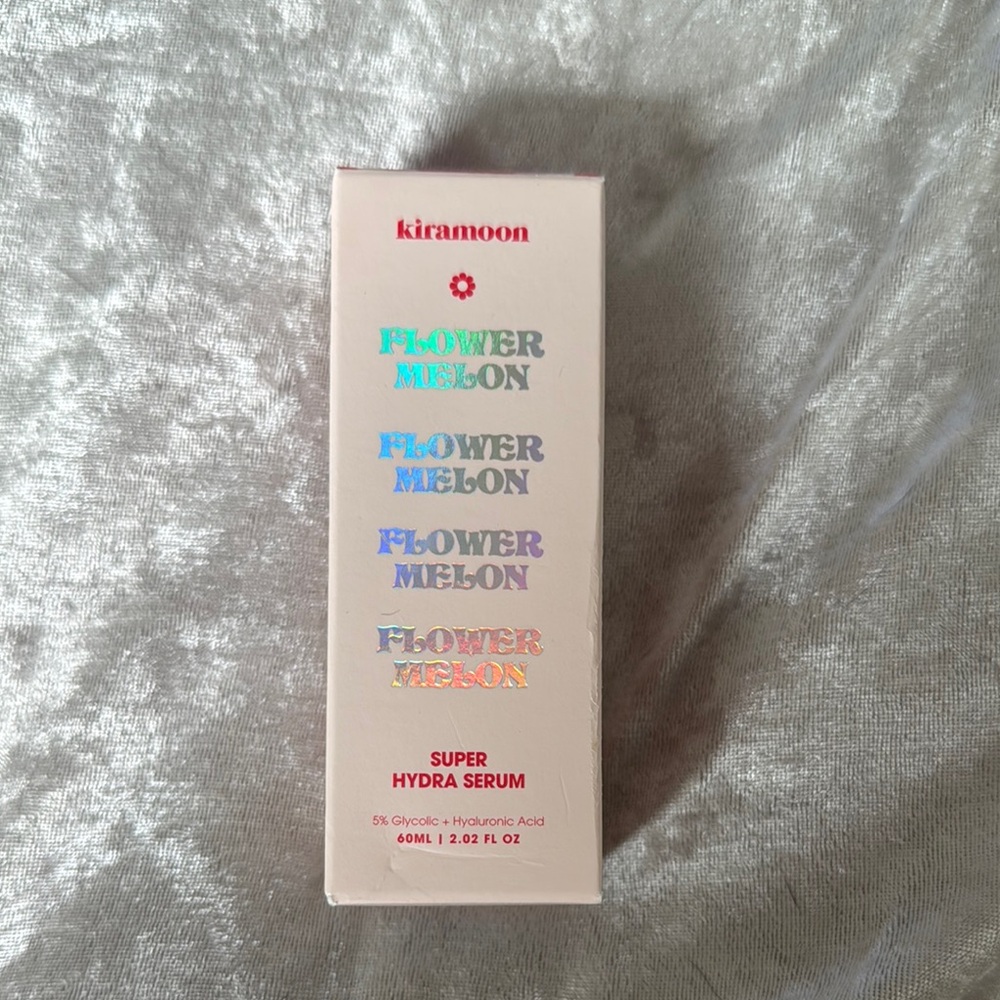 kiramoon
FLOWER
MELON
FLOWER
MELON
FLOWER
MELON
FLOWER
MELON
SUPER
HYDRA SERUM
5% Glycolic + Hyaluronic Acid
60ML | 2.02 FL OZ